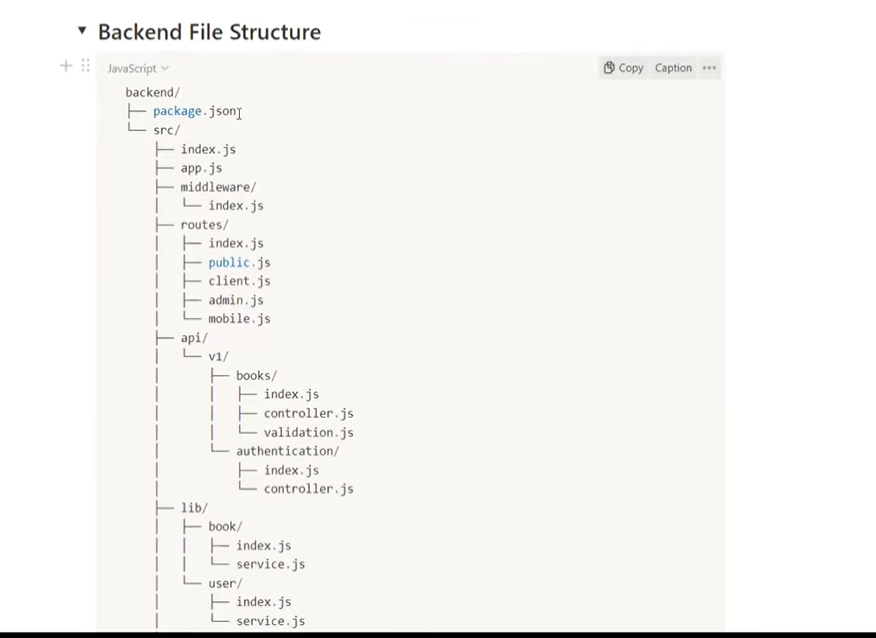 ▼ Backend File Structure
JavaScript
Copy Caption •••
backend/
├── package.json
└── src/
    ├── index.js
    ├── app.js
    ├── middleware/
    │   └── index.js
    ├── routes/
    │   ├── index.js
    │   ├── public.js
    │   ├── client.js
    │   ├── admin.js
    │   └── mobile.js
    ├── api/
    │   └── v1/
    │       ├── books/
    │       │   ├── index.js
    │       │   ├── controller.js
    │       │   └── validation.js
    │       └── authentication/
    │           ├── index.js
    │           └── controller.js
    ├── lib/
    │   ├── book/
    │   │   ├── index.js
    │   │   └── service.js
    │   └── user/
    │       ├── index.js
    │       └── service.js